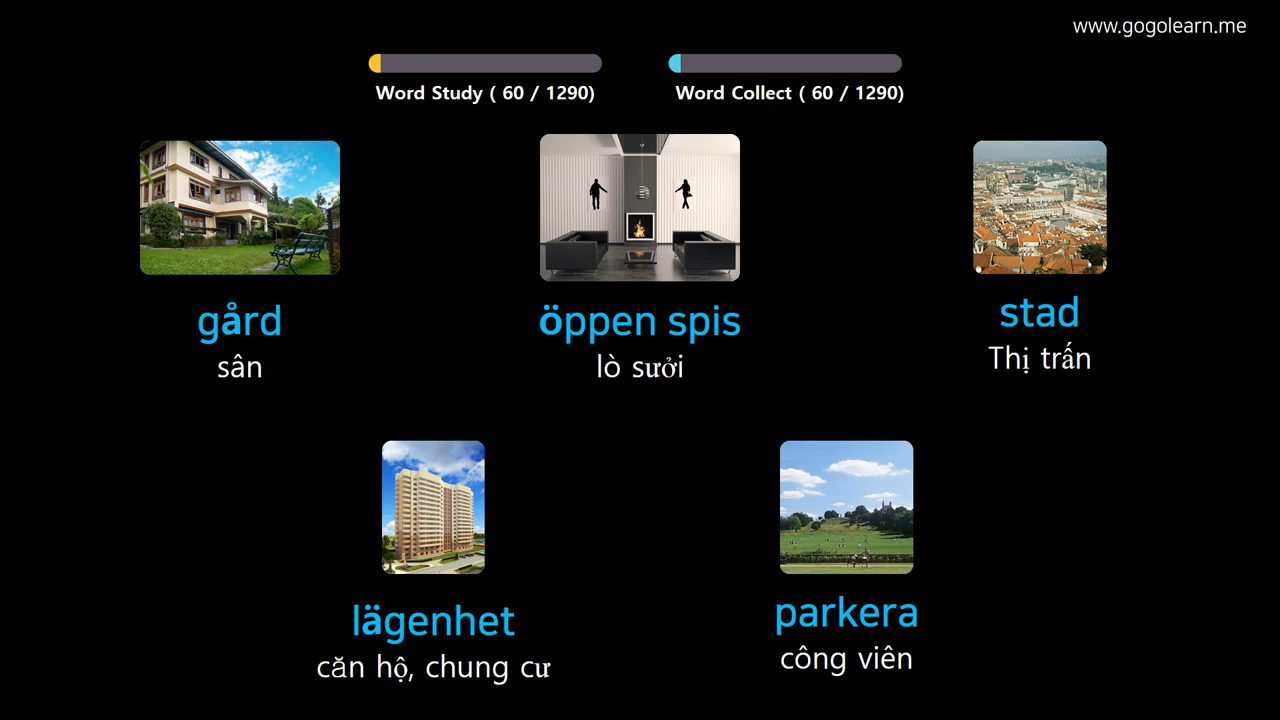 www.gogolearn.me
Word Study ( 60 / 1290)
Word Collect ( 60 / 1290)
gård
sân
öppen spis
lò sưởi
stad
Thị trấn
lägenhet
căn hộ, chung cư
parkera
công viên